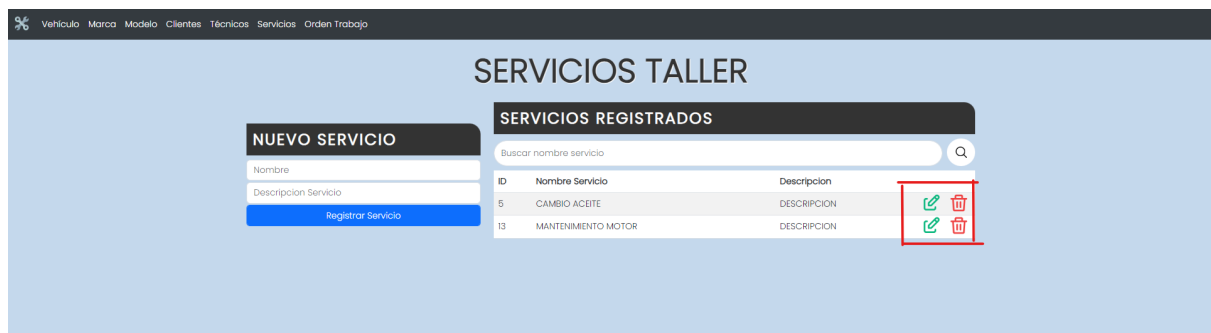 Vehículo Marca Modelo Clientes Técnicos Servicios Orden Trabajo
SERVICIOS TALLER
NUEVO SERVICIO
Nombre
Descripcion Servicio
Registrar Servicio
SERVICIOS REGISTRADOS
Buscar nombre servicio
ID Nombre Servicio Descripcion
5 CAMBIO ACEITE DESCRIPCION
13 MANTENIMIENTO MOTOR DESCRIPCION